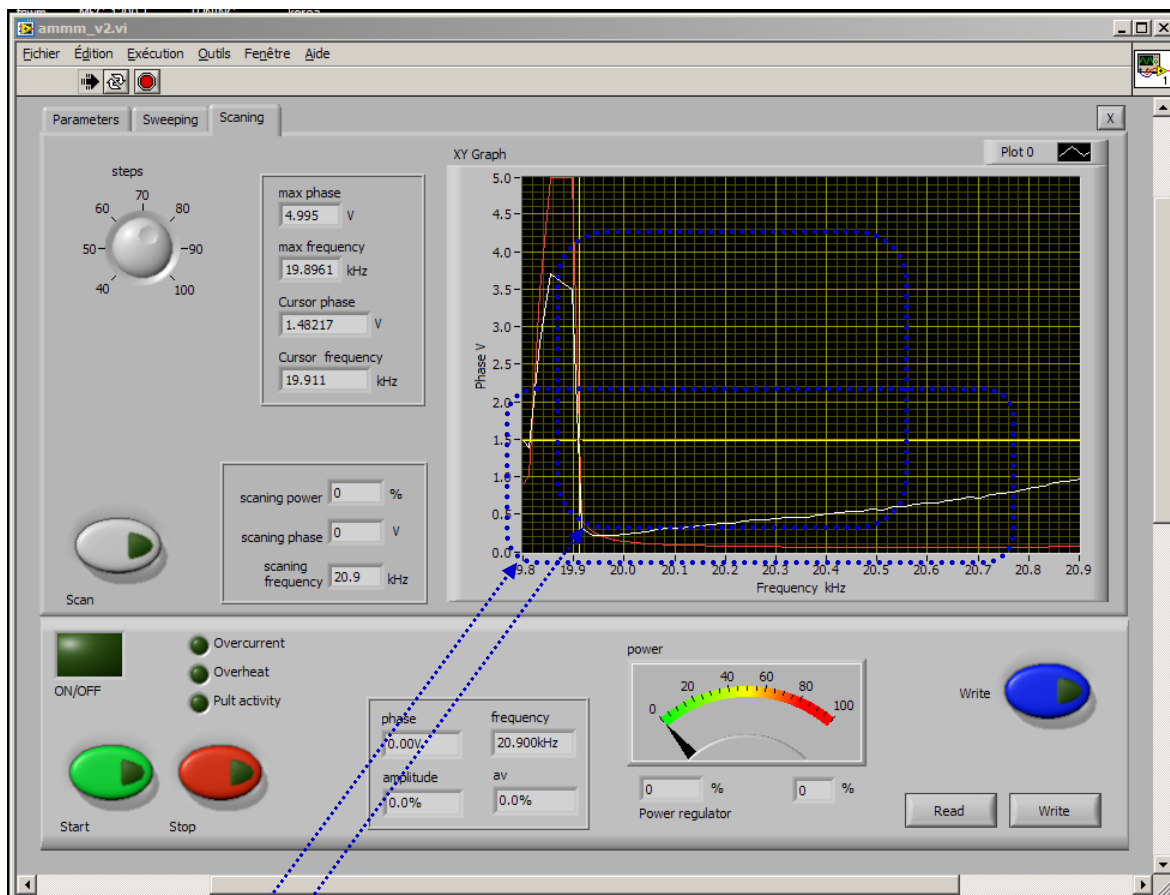 ammm_v2.vi
Fichier Édition Exécution Outils Fenêtre Aide
1
Parameters Sweeping Scaning X
steps
40 50 60 70 80 90 100
max phase
4.995 V
max frequency
19.8961 kHz
Cursor phase
1.48217 V
Cursor frequency
19.911 kHz
XY Graph
Plot 0
Phase V
5.0
4.5
4.0
3.5
3.0
2.5
2.0
1.5
1.0
0.5
0.0
9.8 19.9 20.0 20.1 20.2 20.3 20.4 20.5 20.6 20.7 20.8 20.9
Frequency kHz
scaning power 0 %
scaning phase 0 V
scaning
frequency 20.9 kHz
Scan
ON/OFF
Overcurrent
Overheat
Pult activity
Start
Stop
phase
0.00V
frequency
20.900kHz
amplitude
0.0%
av
0.0%
power
0 20 40 60 80 100
0 %
0 %
Power regulator
Write
Read
Write